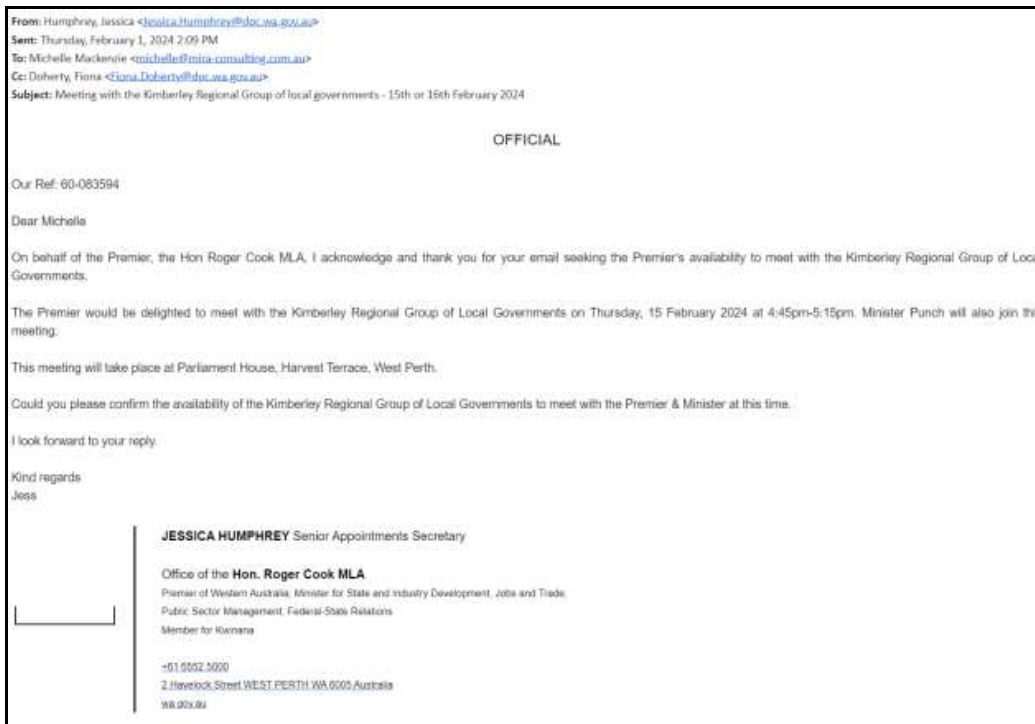 From: Humphrey, Jessica <Jessica.Humphrey@dpc.wa.gov.au>
Sent: Thursday, February 1, 2024 2:09 PM
To: Michelle Mackenzie <michelle@mira-consulting.com.au>
Cc: Doherty, Fiona <Fiona.Doherty@dpc.wa.gov.au>
Subject: Meeting with the Kimberley Regional Group of local governments - 15th or 16th February 2024
OFFICIAL
Our Ref: 60-083594
Dear Michelle
On behalf of the Premier, the Hon Roger Cook MLA, I acknowledge and thank you for your email seeking the Premier's availability to meet with the Kimberley Regional Group of Loca
Governments.
The Premier would be delighted to meet with the Kimberley Regional Group of Local Governments on Thursday, 15 February 2024 at 4:45pm-5:15pm. Minister Punch will also join thi
meeting.
This meeting will take place at Parliament House, Harvest Terrace, West Perth.
Could you please confirm the availability of the Kimberley Regional Group of Local Governments to meet with the Premier & Minister at this time.
I look forward to your reply.
Kind regards
Jess
JESSICA HUMPHREY Senior Appointments Secretary
Office of the Hon. Roger Cook MLA
Premier of Western Australia; Minister for State and Industry Development, Jobs and Trade;
Public Sector Management; Federal-State Relations
Member for Kwinana
+61 6552 5000
2 Havelock Street WEST PERTH WA 6005 Australia
wa.gov.au